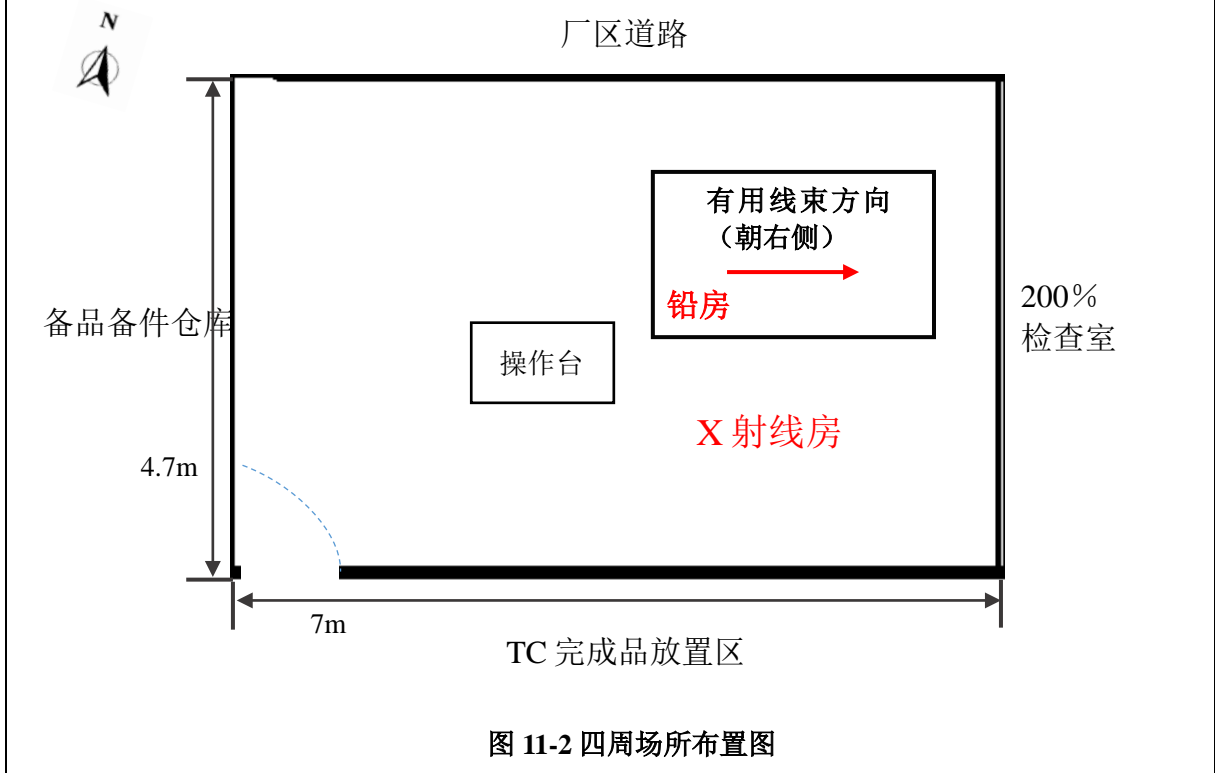 N
厂区道路
有用线束方向
（朝右侧）
铅房
备品备件仓库
200％
检查室
操作台
X 射线房
4.7m
7m
TC 完成品放置区
图 11-2 四周场所布置图